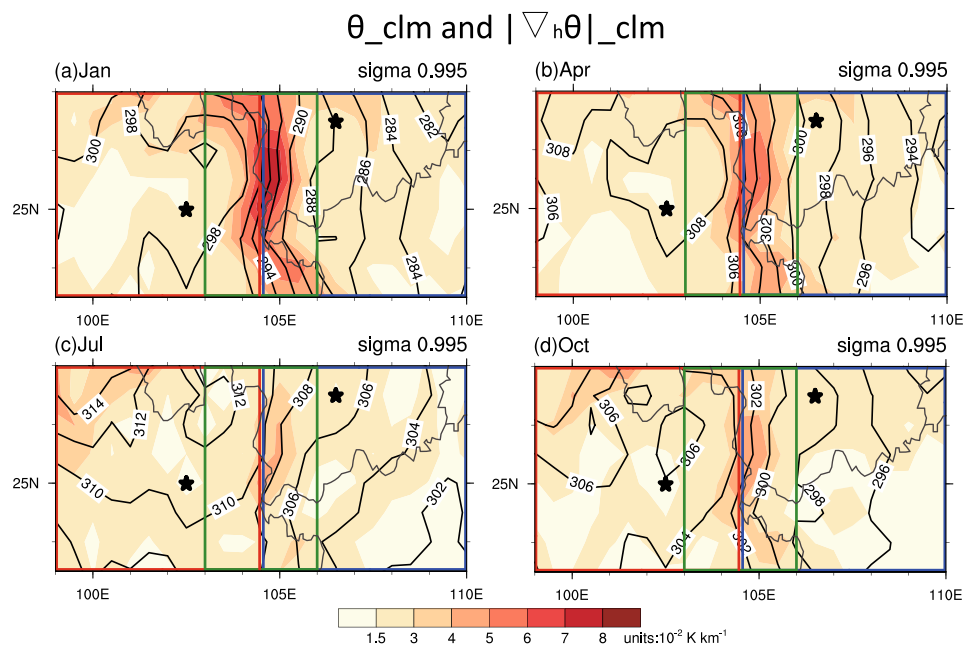 θ_clm and |▽hθ|_clm
(a)Jan sigma 0.995
298 300 298 294 290 288 286 284 282 284
25N
100E 105E 110E
(b)Apr sigma 0.995
308 306 308 306 306 302 300 300 298 296 294 296
25N
100E 105E 110E
(c)Jul sigma 0.995
314 312 312 310 310 308 306 306 304 302
25N
100E 105E 110E
(d)Oct sigma 0.995
306 306 306 304 302 302 300 298 296
25N
100E 105E 110E
1.5 3 4 5 6 7 8 units:10⁻² K km⁻¹